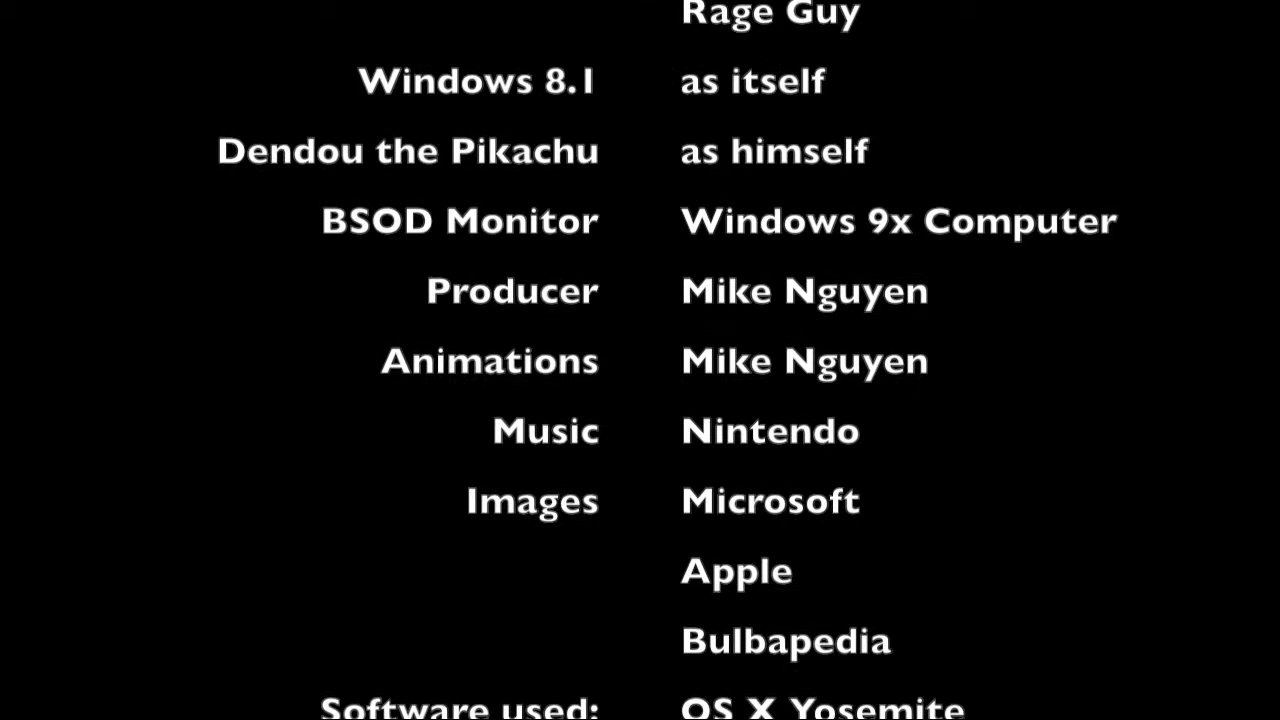 Rage Guy
Windows 8.1 as itself
Dendou the Pikachu as himself
BSOD Monitor Windows 9x Computer
Producer Mike Nguyen
Animations Mike Nguyen
Music Nintendo
Images Microsoft
Apple
Bulbapedia
Software used: OS X Yosemite